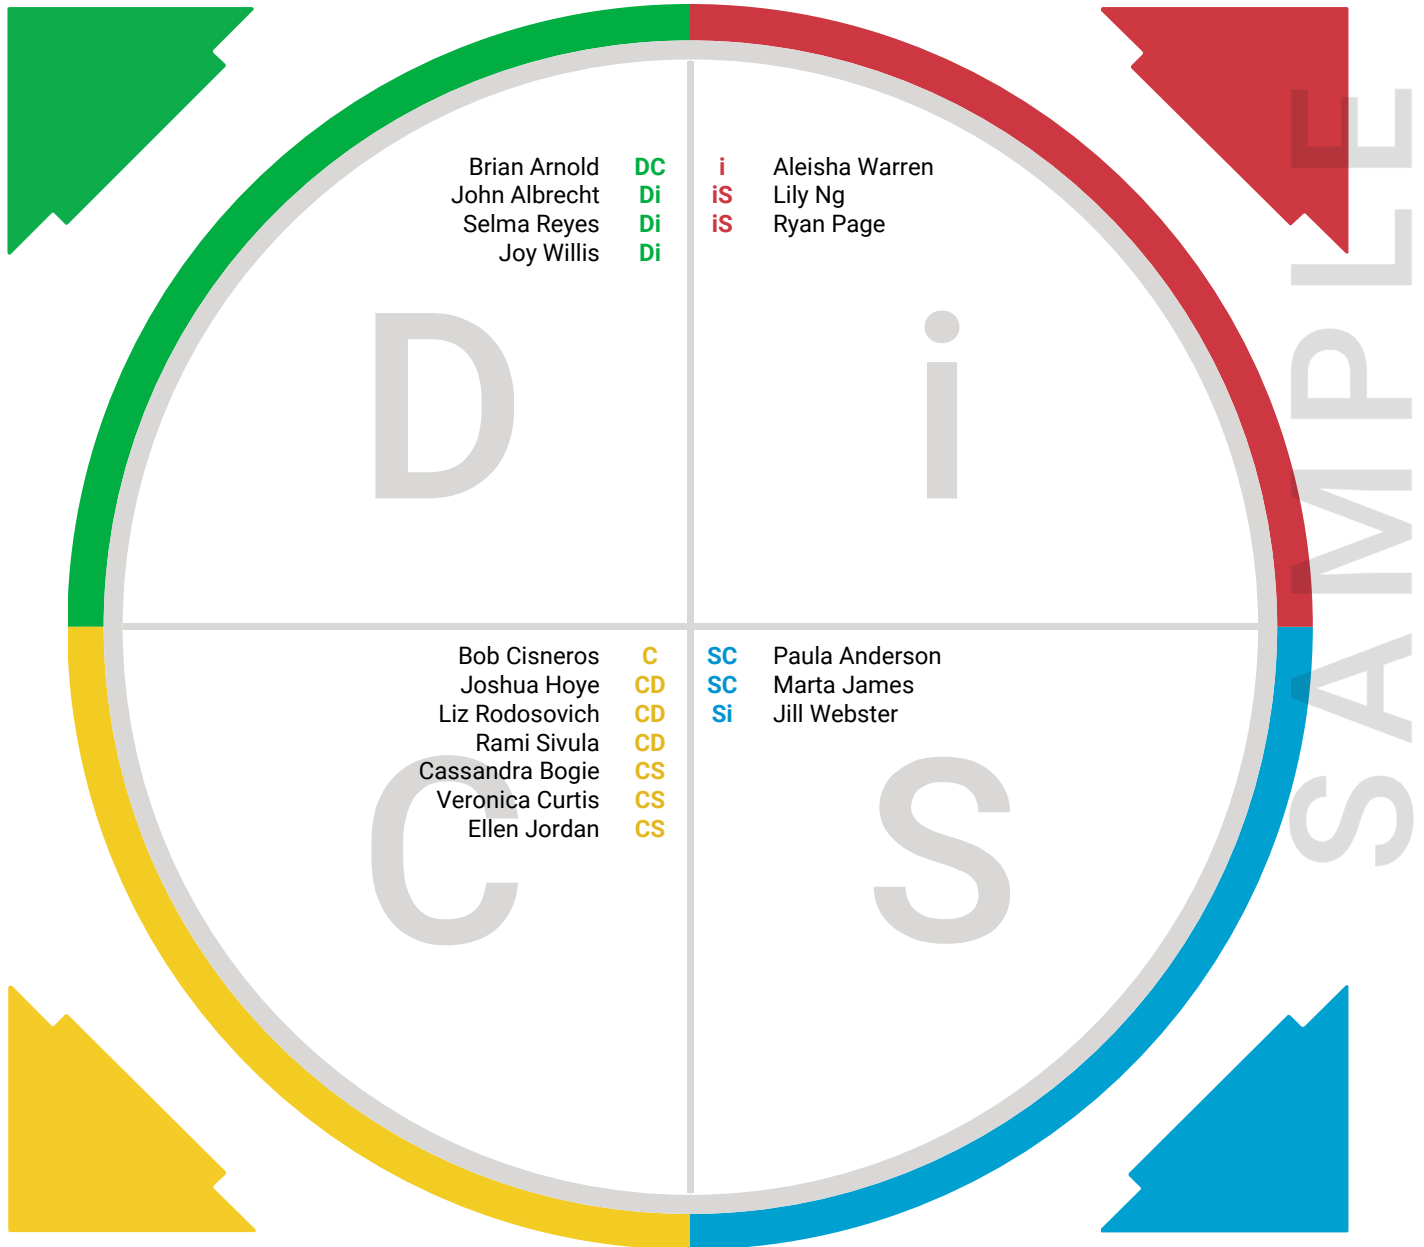 Brian Arnold DC i Aleisha Warren
John Albrecht Di iS Lily Ng
Selma Reyes Di iS Ryan Page
Joy Willis Di
D i
Bob Cisneros C SC Paula Anderson
Joshua Hoye CD SC Marta James
Liz Rodosovich CD Si Jill Webster
Rami Sivula CD
Cassandra Bogie CS
Veronica Curtis CS
Ellen Jordan CS
C S
SAMPLE